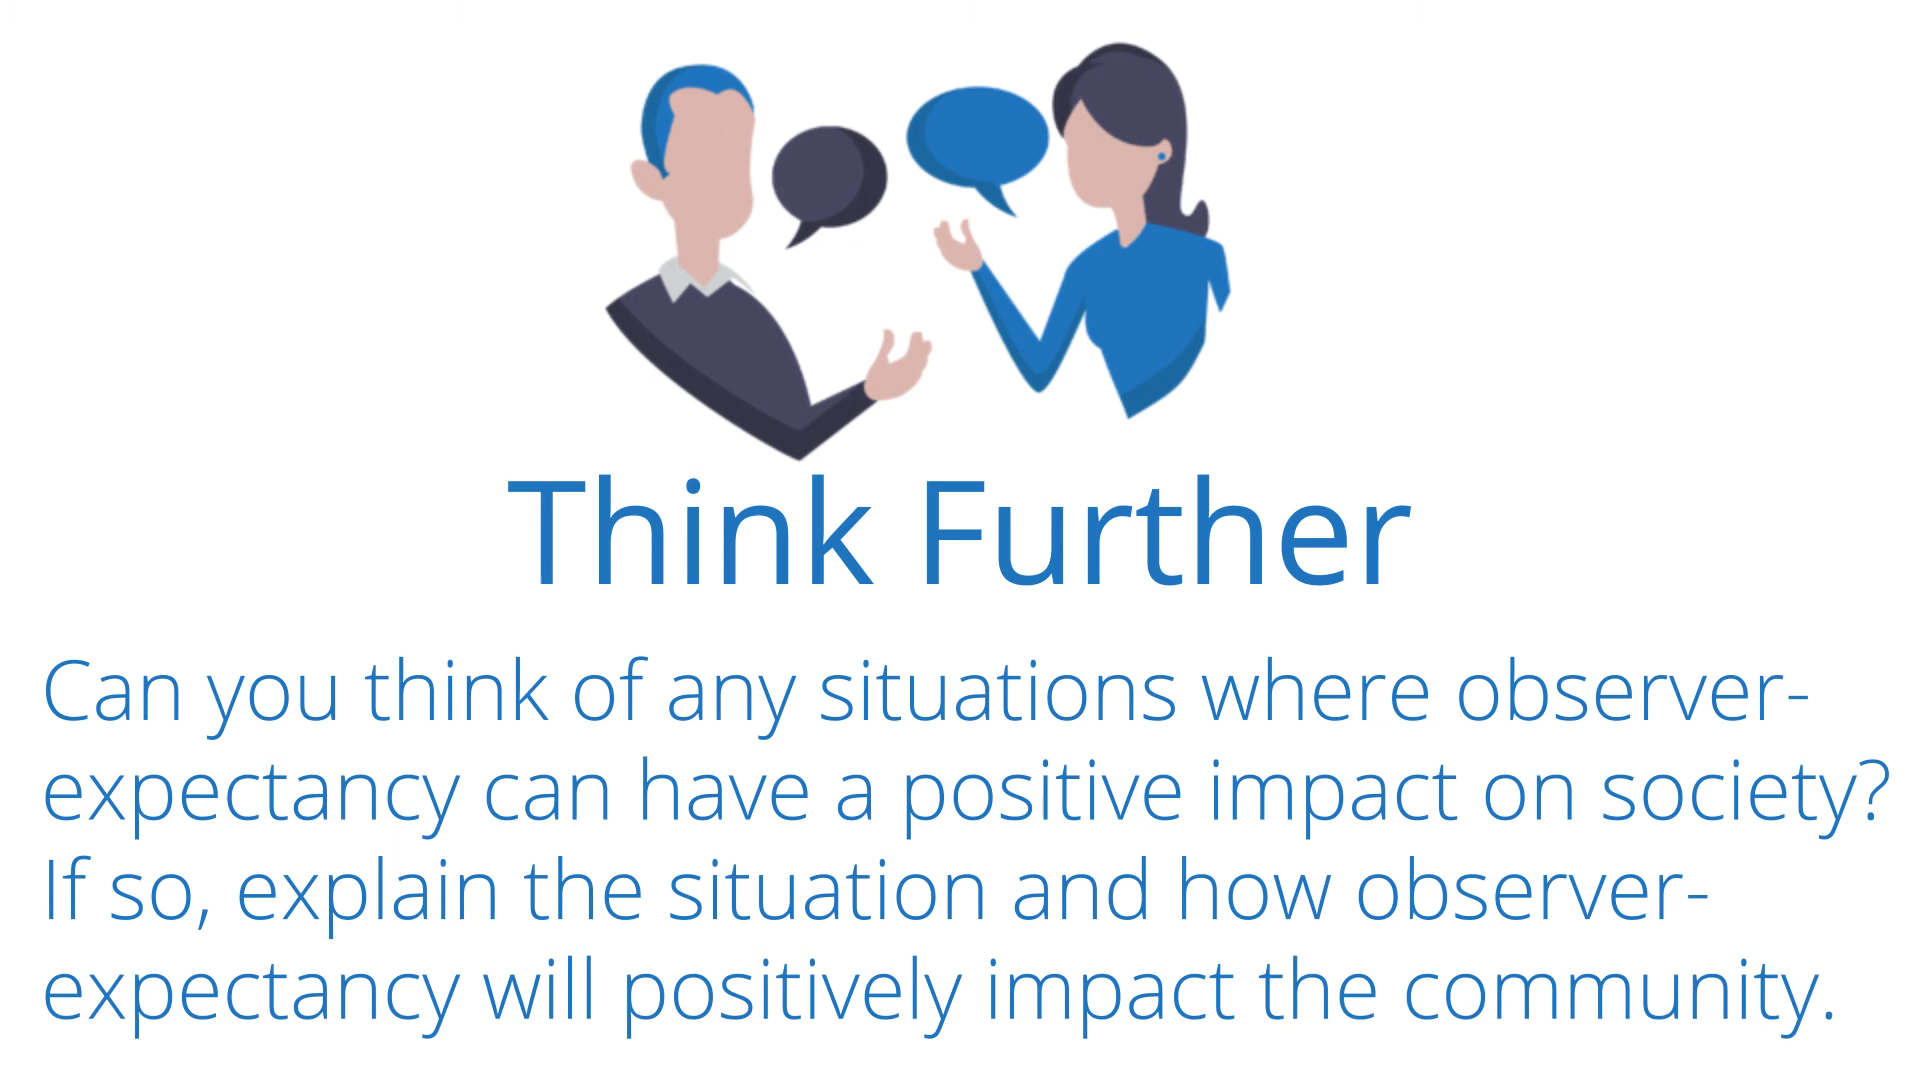 Think Further
Can you think of any situations where observer-
expectancy can have a positive impact on society?
If so, explain the situation and how observer-
expectancy will positively impact the community.